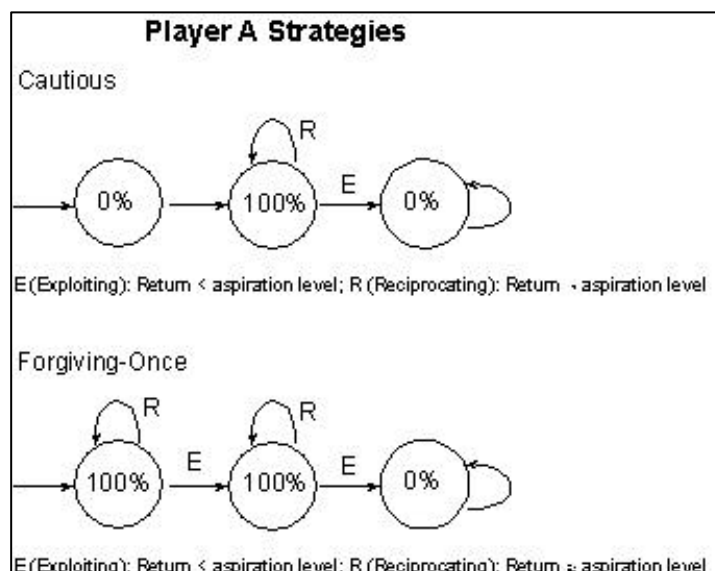 Player A Strategies
Cautious
R
E
0%
100%
0%
E (Exploiting): Return < aspiration level; R (Reciprocating): Return aspiration level
Forgiving-Once
R
R
E
E
100%
100%
0%
E (Exploiting): Return < aspiration level; R (Reciprocating): Return aspiration level